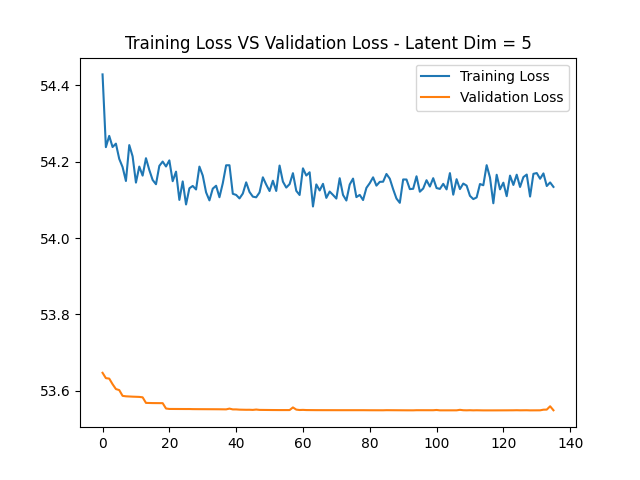 Training Loss VS Validation Loss - Latent Dim = 5
Training Loss
Validation Loss
54.4
54.2
54.0
53.8
53.6
0 20 40 60 80 100 120 140